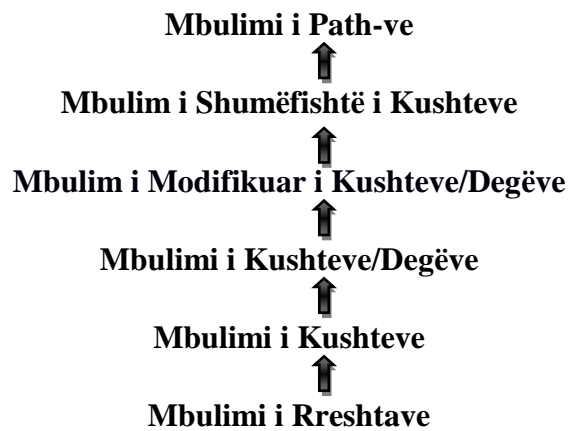 Mbulimi i Path-ve
Mbulim i Shumëfishtë i Kushteve
Mbulim i Modifikuar i Kushteve/Degëve
Mbulimi i Kushteve/Degëve
Mbulimi i Kushteve
Mbulimi i Rreshtave